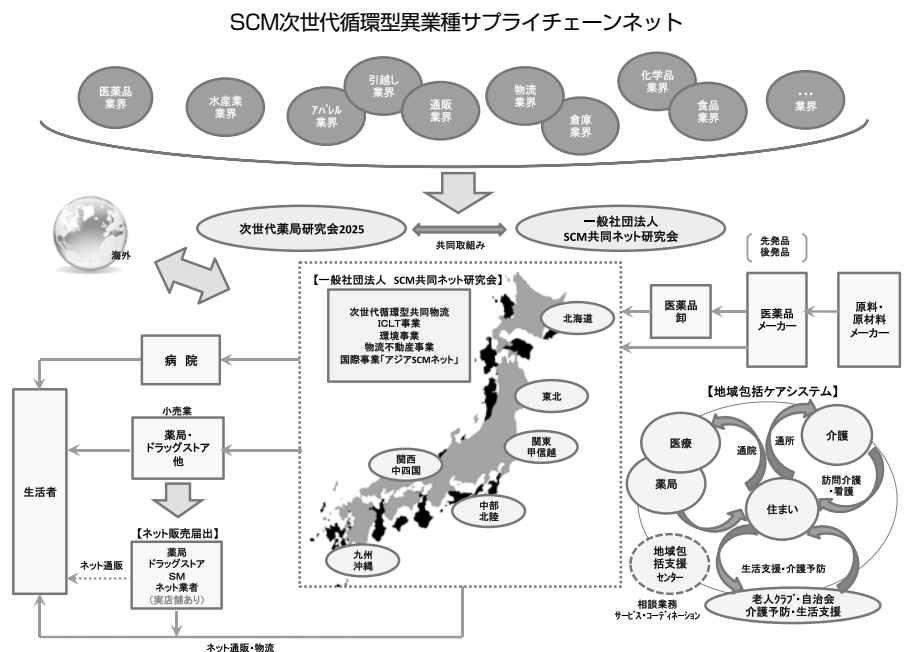 SCM次世代循環型異業種サプライチェーンネット
医薬品
業界
水産業
業界
アパレル
業界
引越し
業界
通販
業界
物流
業界
倉庫
業界
化学品
業界
食品
業界
…
業界
海外
次世代薬局研究会2025
共同取組み
一般社団法人
SCM共同ネット研究会
【一般社団法人 SCM共同ネット研究会】
次世代循環型共同物流
ICLT事業
環境事業
物流不動産事業
国際事業「アジアSCMネット」
北海道
東北
関東
甲信越
関西
中四国
中部
北陸
九州
沖縄
先発品
後発品
医薬品
卸
医薬品
メーカー
原料・
原材料
メーカー
病 院
小売業
薬局・
ドラッグストア
他
生活者
【ネット販売届出】
薬局
ドラッグストア
SM
ネット業者
(実店舗あり)
ネット通販
ネット通販・物流
【地域包括ケアシステム】
医療
薬局
通院
通所
介護
訪問介護
・看護
住まい
地域包
括支援
センター
生活支援・介護予防
相談業務
サービス・コーディネーション
老人クラブ・自治会
介護予防・生活支援